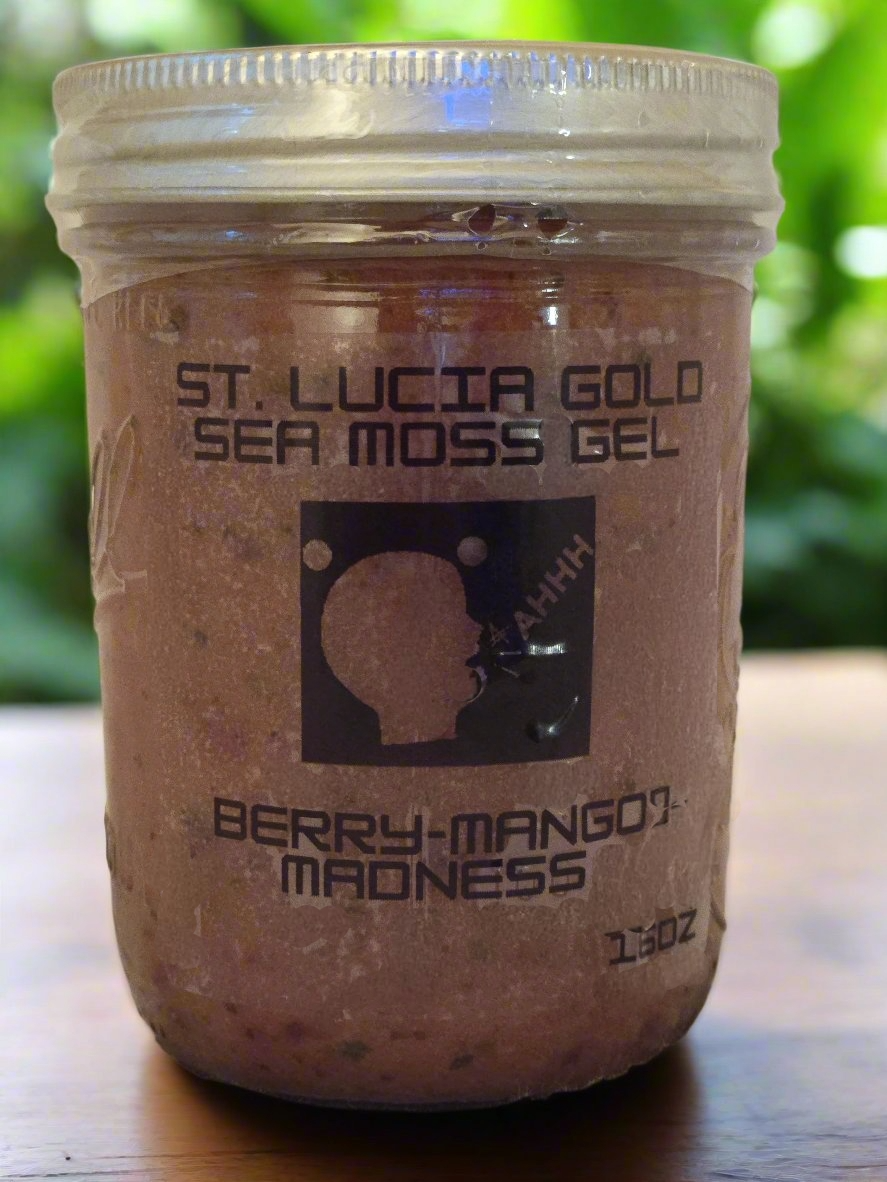 ST. LUCIA GOLD
SEA MOSS GEL
AHHH
BERRY-MANGO
MADNESS
16OZ